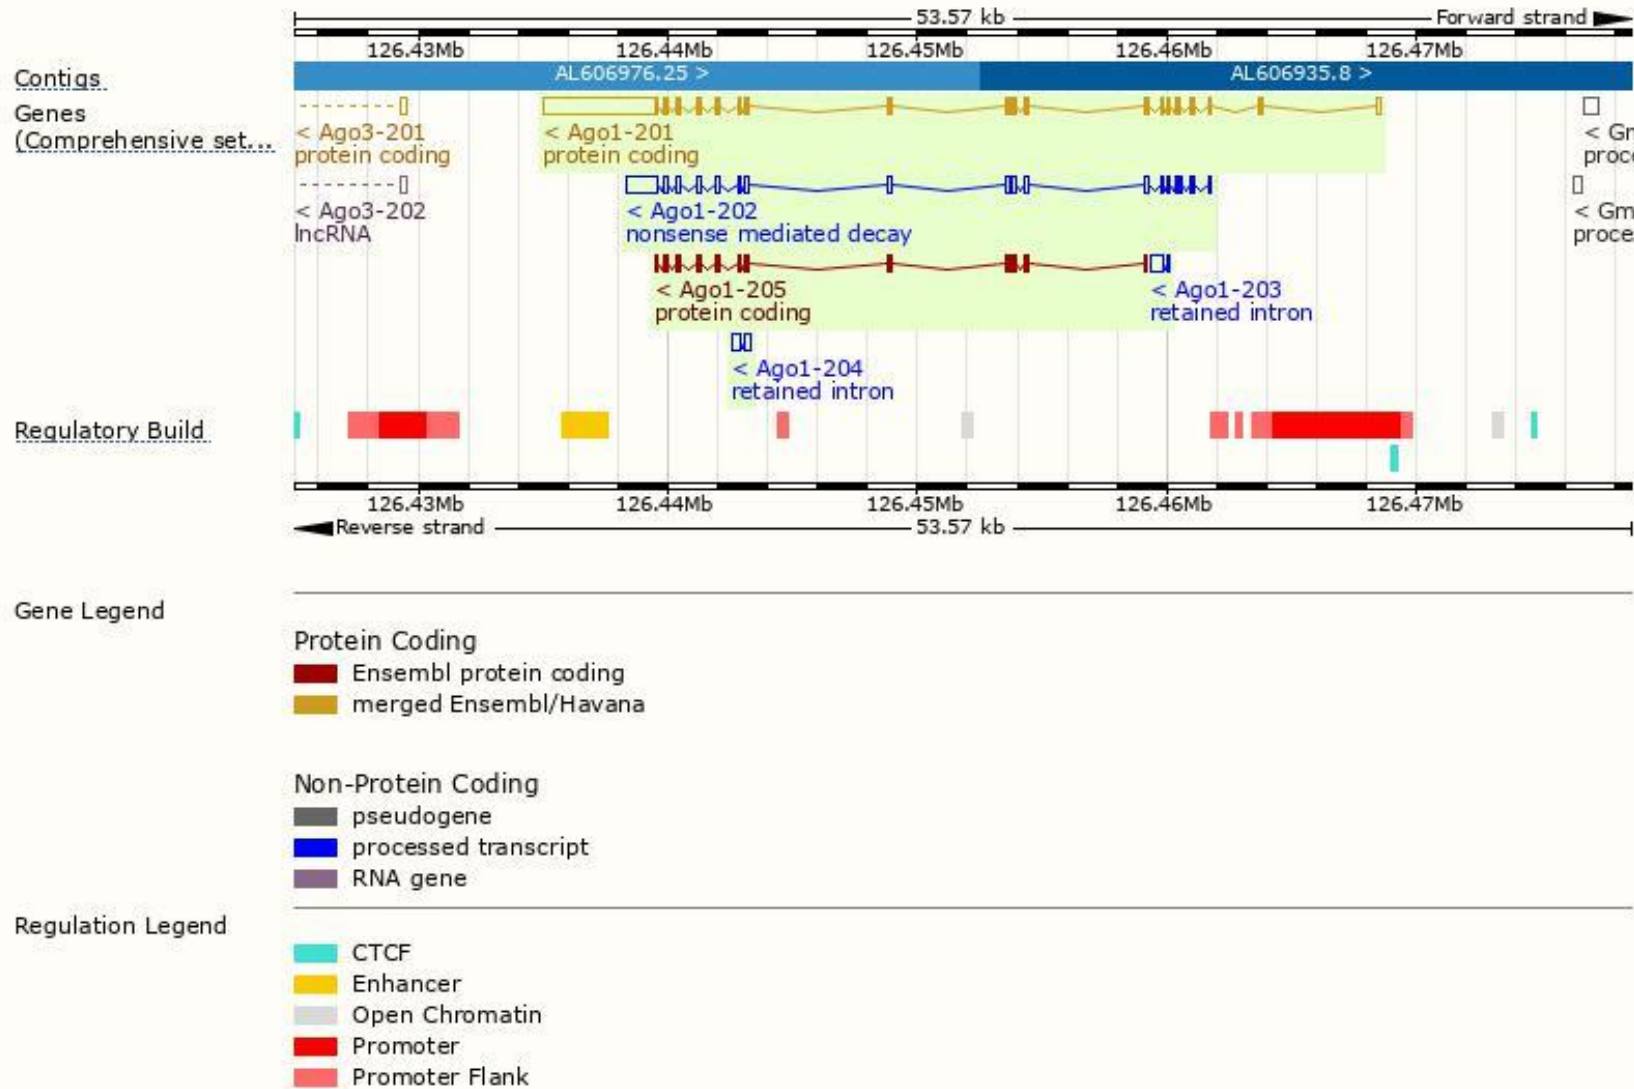 53.57 kb Forward strand
126.43Mb 126.44Mb 126.45Mb 126.46Mb 126.47Mb
Contigs AL606976.25 > AL606935.8 >
Genes
(Comprehensive set...
< Ago3-201 < Ago1-201 < Gr
protein coding protein coding proce
< Ago3-202 < Ago1-202 < Gm
lncRNA nonsense mediated decay proce
< Ago1-205 < Ago1-203
protein coding retained intron
< Ago1-204
retained intron
Regulatory Build
126.43Mb 126.44Mb 126.45Mb 126.46Mb 126.47Mb
Reverse strand 53.57 kb
Gene Legend
Protein Coding
Ensembl protein coding
merged Ensembl/Havana
Non-Protein Coding
pseudogene
processed transcript
RNA gene
Regulation Legend
CTCF
Enhancer
Open Chromatin
Promoter
Promoter Flank